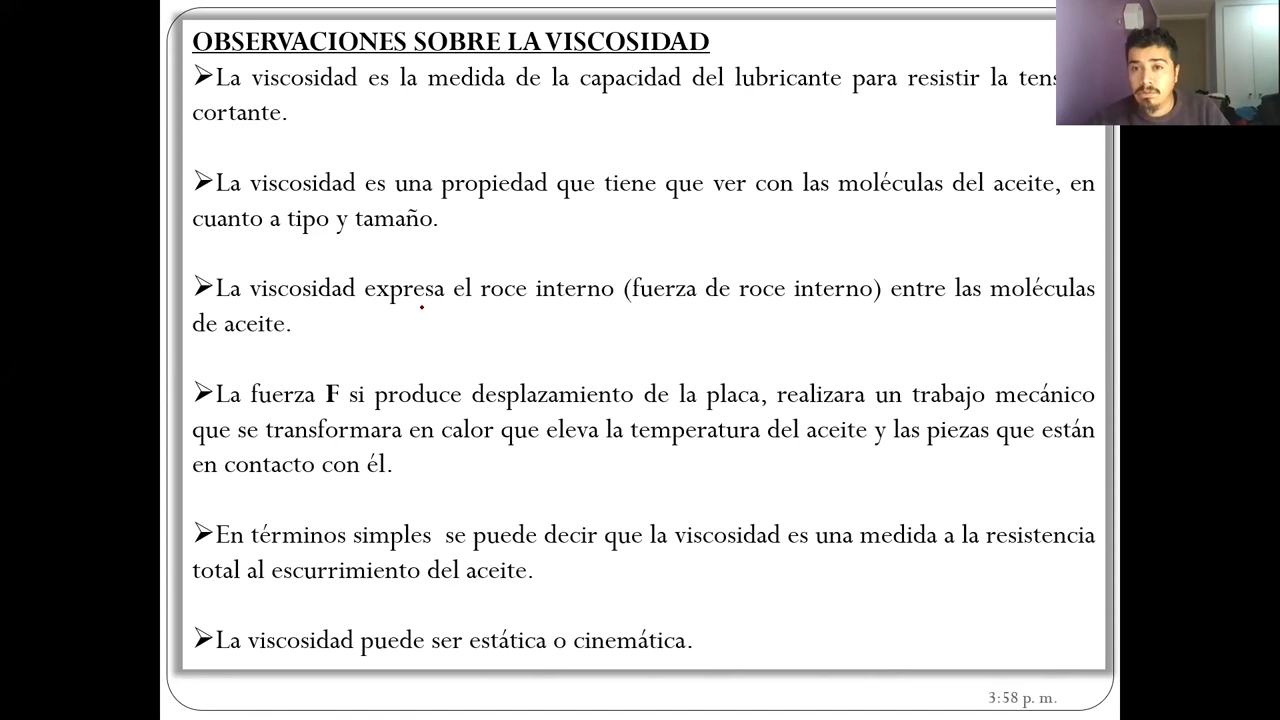 OBSERVACIONES SOBRE LA VISCOSIDAD
➢La viscosidad es la medida de la capacidad del lubricante para resistir la
cortante.
➢La viscosidad es una propiedad que tiene que ver con las moléculas del aceite, en
cuanto a tipo y tamaño.
➢La viscosidad expresa el roce interno (fuerza de roce interno) entre las moléculas
de aceite.
➢La fuerza F si produce desplazamiento de la placa, realizara un trabajo mecánico
que se transformara en calor que eleva la temperatura del aceite y las piezas que están
en contacto con él.
➢En términos simples se puede decir que la viscosidad es una medida a la resistencia
total al escurrimiento del aceite.
➢La viscosidad puede ser estática o cinemática.
3:58 p. m.